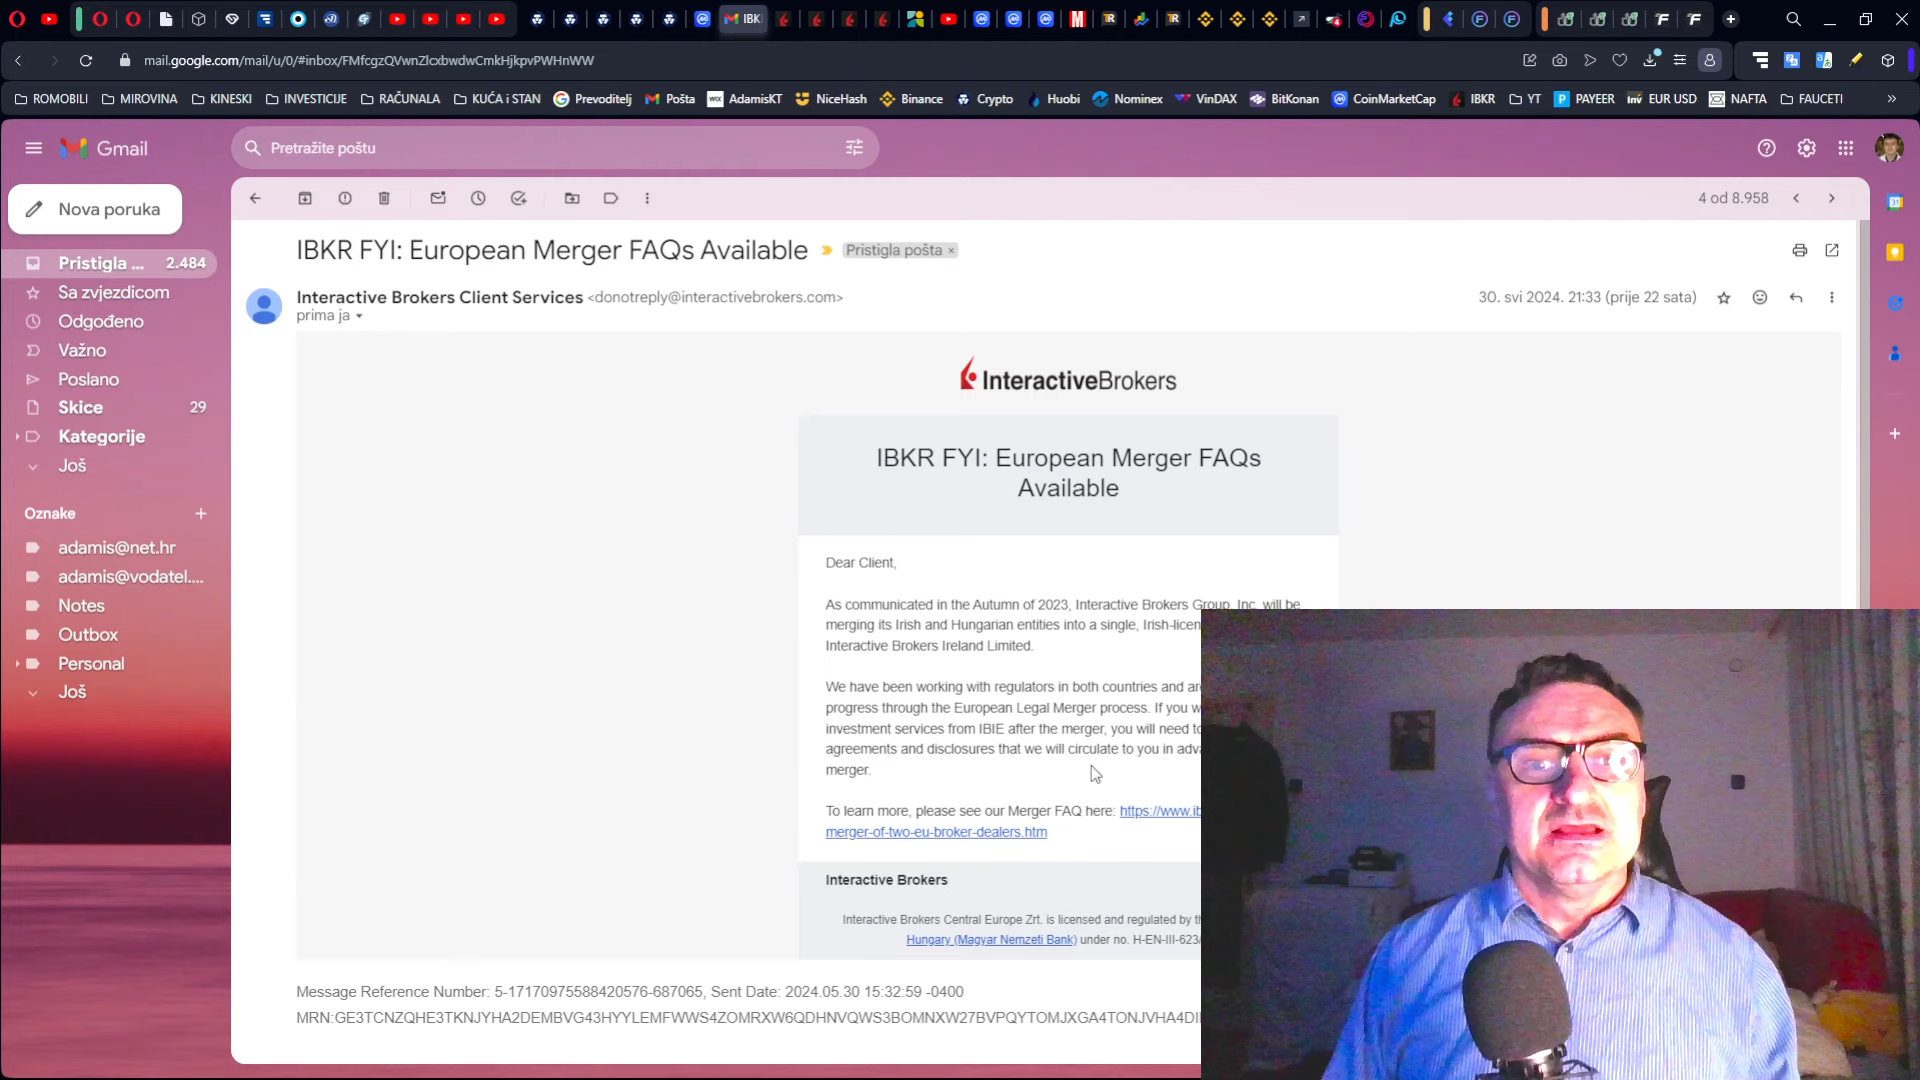 IBK
mail.google.com/mail/u/0/#inbox/FMfcgzQVwnZlcxbwdwCmkHjkpvPWHnWW
ROMOBILI MIROVINA KINESKI INVESTICIJE RAČUNALA KUĆA i STAN Prevoditelj Pošta AdamisKT NiceHash Binance Crypto Huobi Nominex VinDAX BitKonan CoinMarketCap IBKR YT PAYEER EUR USD NAFTA FAUCETI
Gmail
Pretražite poštu
Nova poruka
4 od 8.958
Pristigla ... 2.484
Sa zvjezdicom
Odgođeno
Važno
Poslano
Skice 29
Kategorije
Još
Oznake
adamis@net.hr
adamis@vodatel....
Notes
Outbox
Personal
Još
IBKR FYI: European Merger FAQs Available
Pristigla pošta ×
Interactive Brokers Client Services <donotreply@interactivebrokers.com>
30. svi 2024. 21:33 (prije 22 sata)
prima ja
InteractiveBrokers
IBKR FYI: European Merger FAQs
Available
Dear Client,
As communicated in the Autumn of 2023, Interactive Brokers Group, Inc. will be
merging its Irish and Hungarian entities into a single, Irish-licen
Interactive Brokers Ireland Limited.
We have been working with regulators in both countries and
progress through the European Legal Merger process. If you w
investment services from IBIE after the merger, you will need to
agreements and disclosures that we will circulate to you in adva
merger.
To learn more, please see our Merger FAQ here: https://www.ib
merger-of-two-eu-broker-dealers.htm
Interactive Brokers
Interactive Brokers Central Europe Zrt. is licensed and regulated by th
Hungary (Magyar Nemzeti Bank) under no. H-EN-III-623/
Message Reference Number: 5-17170975588420576-687065, Sent Date: 2024.05.30 15:32:59 -0400